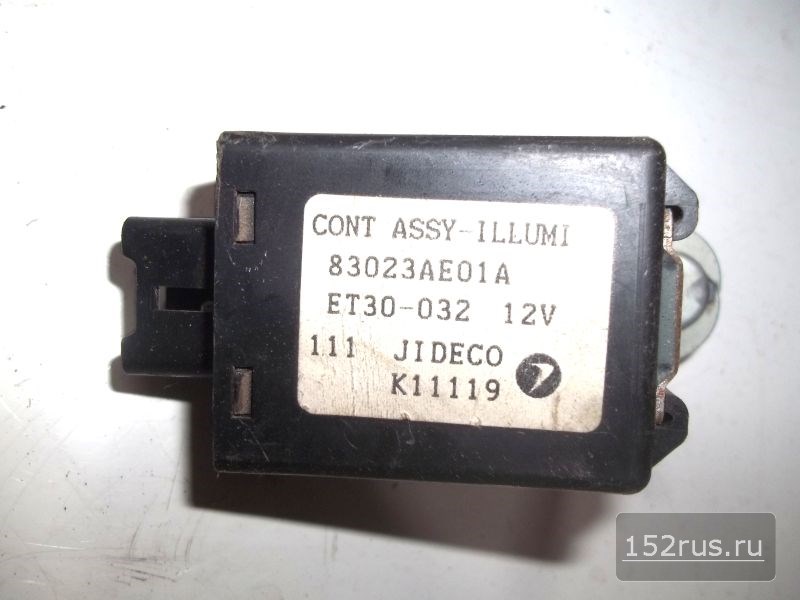 CONT ASSY-ILLUMI
83023AE01A
ET30-032 12V
111 JIDECO
K11119
152rus.ru